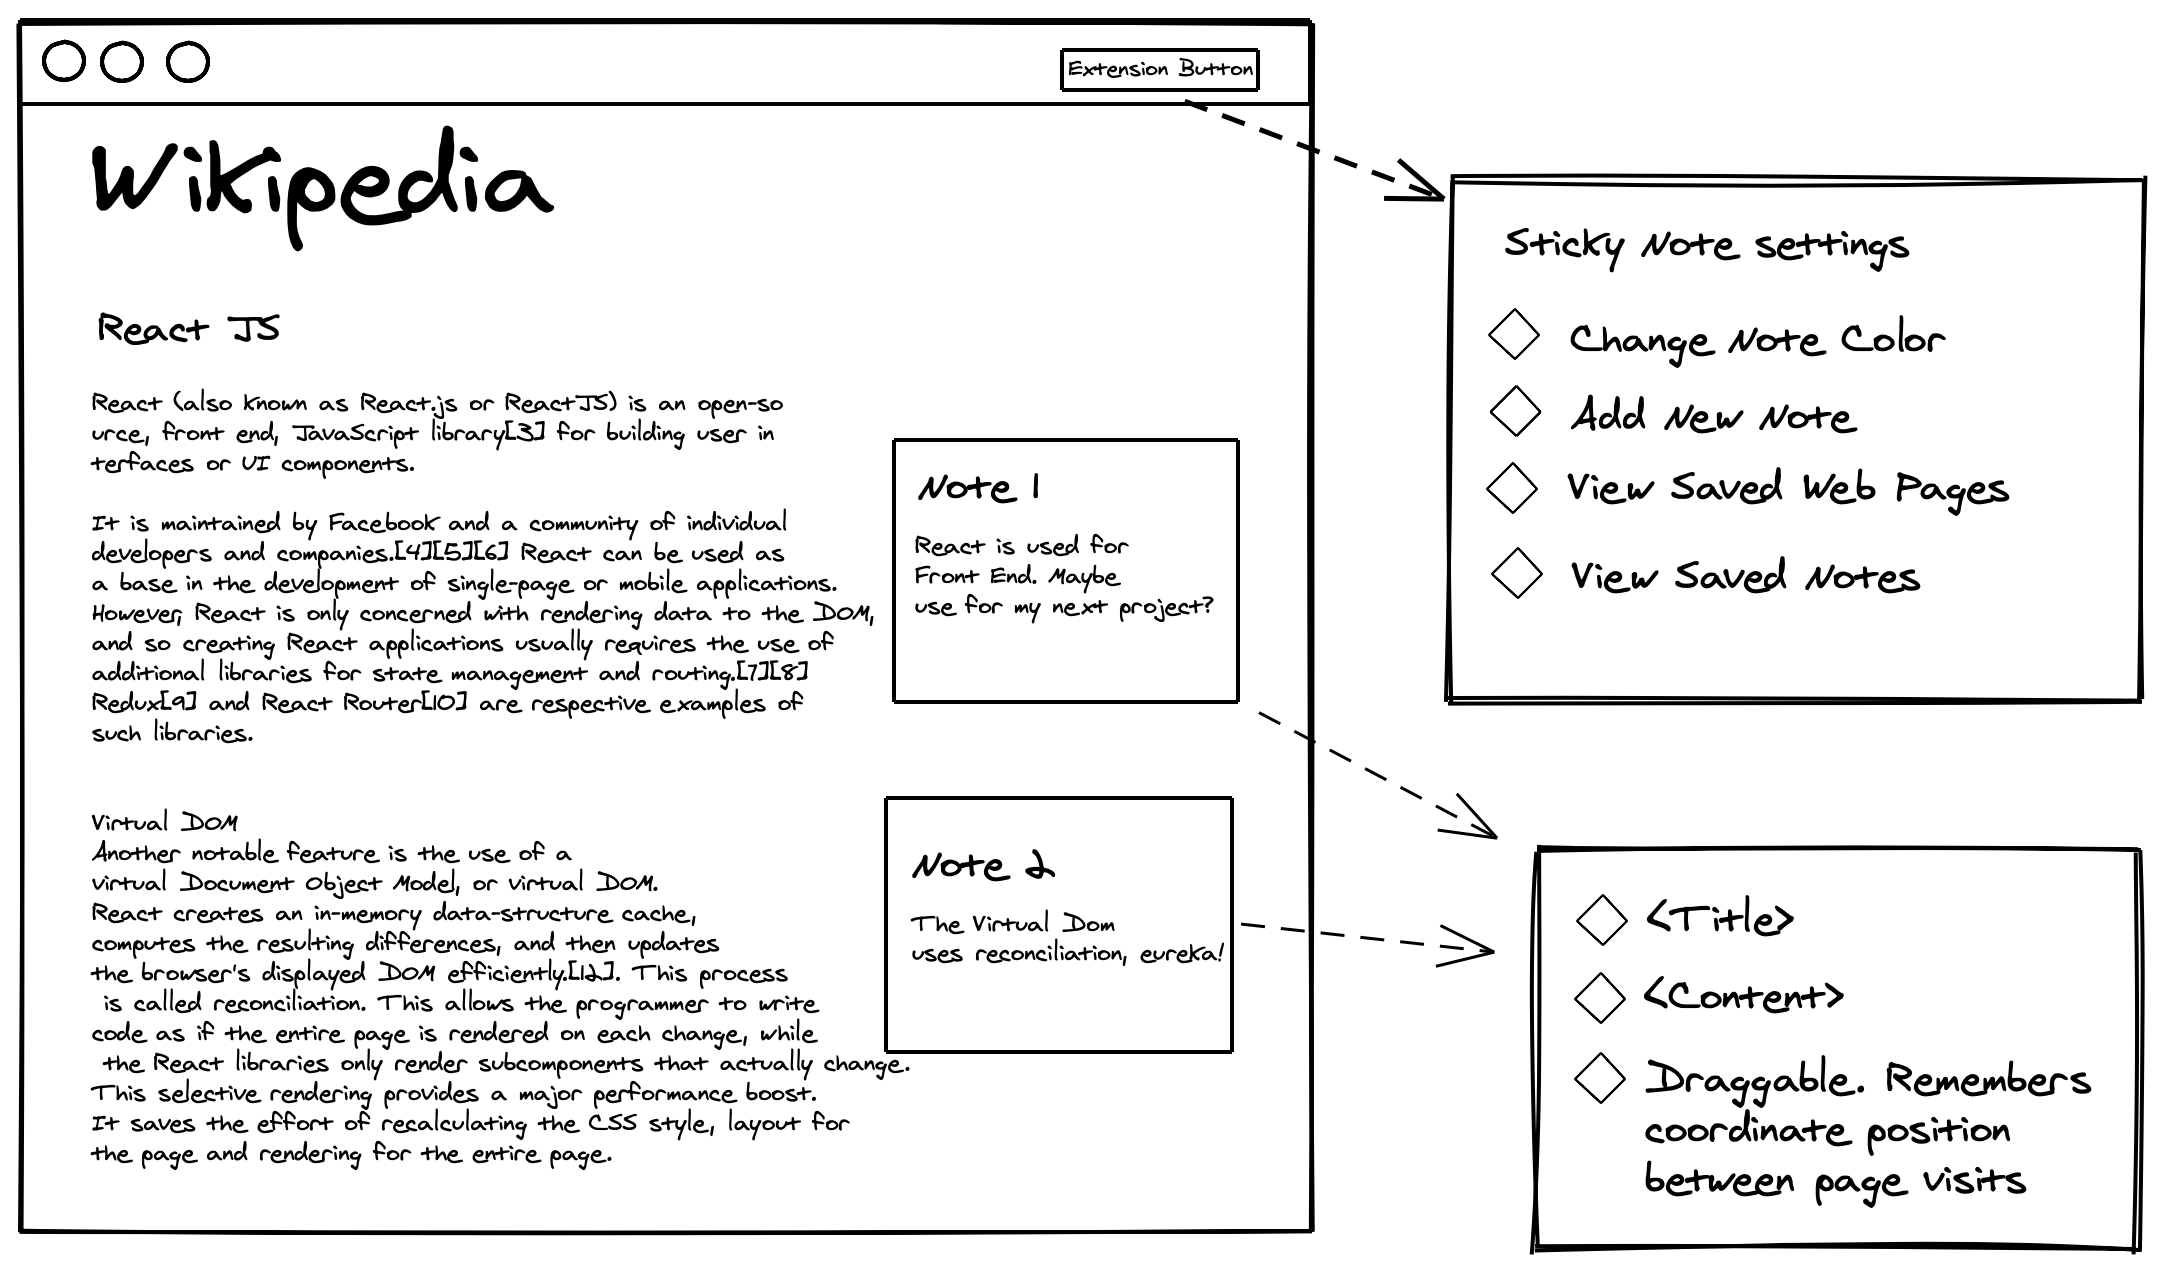 Extension Button
Wikipedia
React JS
React (also known as React.js or ReactJS) is an open-so
urce, front end, JavaScript library[3] for building user in
terfaces or UI components.
It is maintained by Facebook and a community of individual
developers and companies.[4][5][6] React can be used as
a base in the development of single-page or mobile applications.
However, React is only concerned with rendering data to the DOM,
and so creating React applications usually requires the use of
additional libraries for state management and routing.[7][8]
Redux[9] and React Router[10] are respective examples of
such libraries.
Virtual DOM
Another notable feature is the use of a
virtual Document Object Model, or virtual DOM.
React creates an in-memory data-structure cache,
computes the resulting differences, and then updates
the browser's displayed DOM efficiently.[12]. This process
is called reconciliation. This allows the programmer to write
code as if the entire page is rendered on each change, while
the React libraries only render subcomponents that actually change.
This selective rendering provides a major performance boost.
It saves the effort of recalculating the CSS style, layout for
the page and rendering for the entire page.
Note 1
React is used for
Front End. Maybe
use for my next project?
Note 2
The Virtual Dom
uses reconciliation, eureka!
Sticky Note settings
Change Note Color
Add New Note
View Saved Web Pages
View Saved Notes
<Title>
<Content>
Draggable. Remembers
coordinate position
between page visits